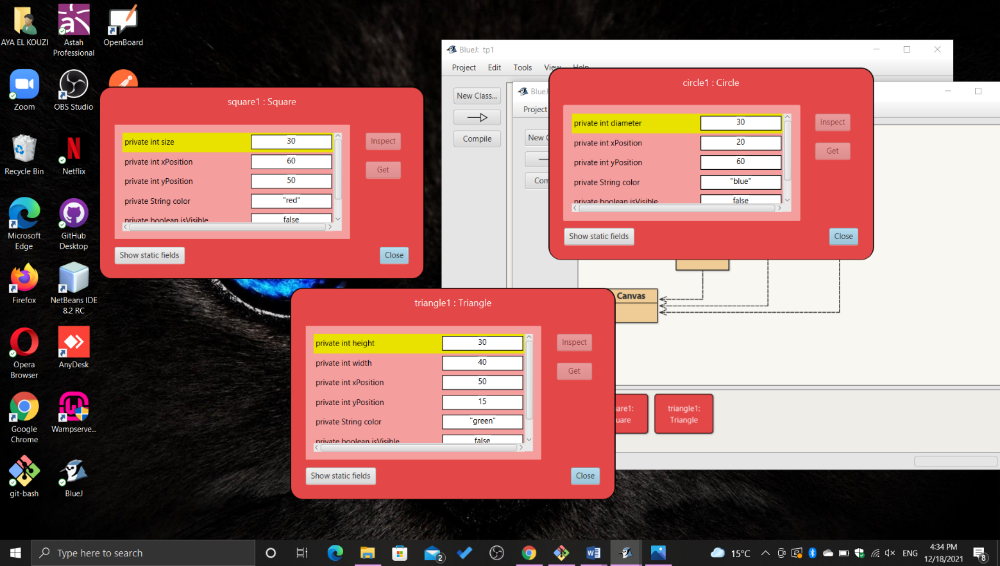 AYA EL KOUZI
Astah
Professional
OpenBoard
Zoom
OBS Studio
Recycle Bin
Netflix
Microsoft
Edge
GitHub
Desktop
Firefox
NetBeans IDE
8.2 RC
Opera
Browser
AnyDesk
Google
Chrome
Wampserve...
git-bash
BlueJ
BlueJ: tp1
Project Edit Tools View Help
New Class...
Compile
BlueJ
Project
New C
Com
square1 : Square
private int size 30
private int xPosition 60
private int yPosition 50
private String color "red"
private boolean isVisible false
Inspect
Get
Show static fields
Close
circle1 : Circle
private int diameter 30
private int xPosition 20
private int yPosition 60
private String color "blue"
private boolean isVisible false
Inspect
Get
Show static fields
Close
Canvas
triangle1 : Triangle
private int height 30
private int width 40
private int xPosition 50
private int yPosition 15
private String color "green"
private boolean isVisible false
Inspect
Get
Show static fields
Close
are1:
uare
triangle1:
Triangle
Type here to search
2
15°C
ENG
4:34 PM
12/18/2021
8